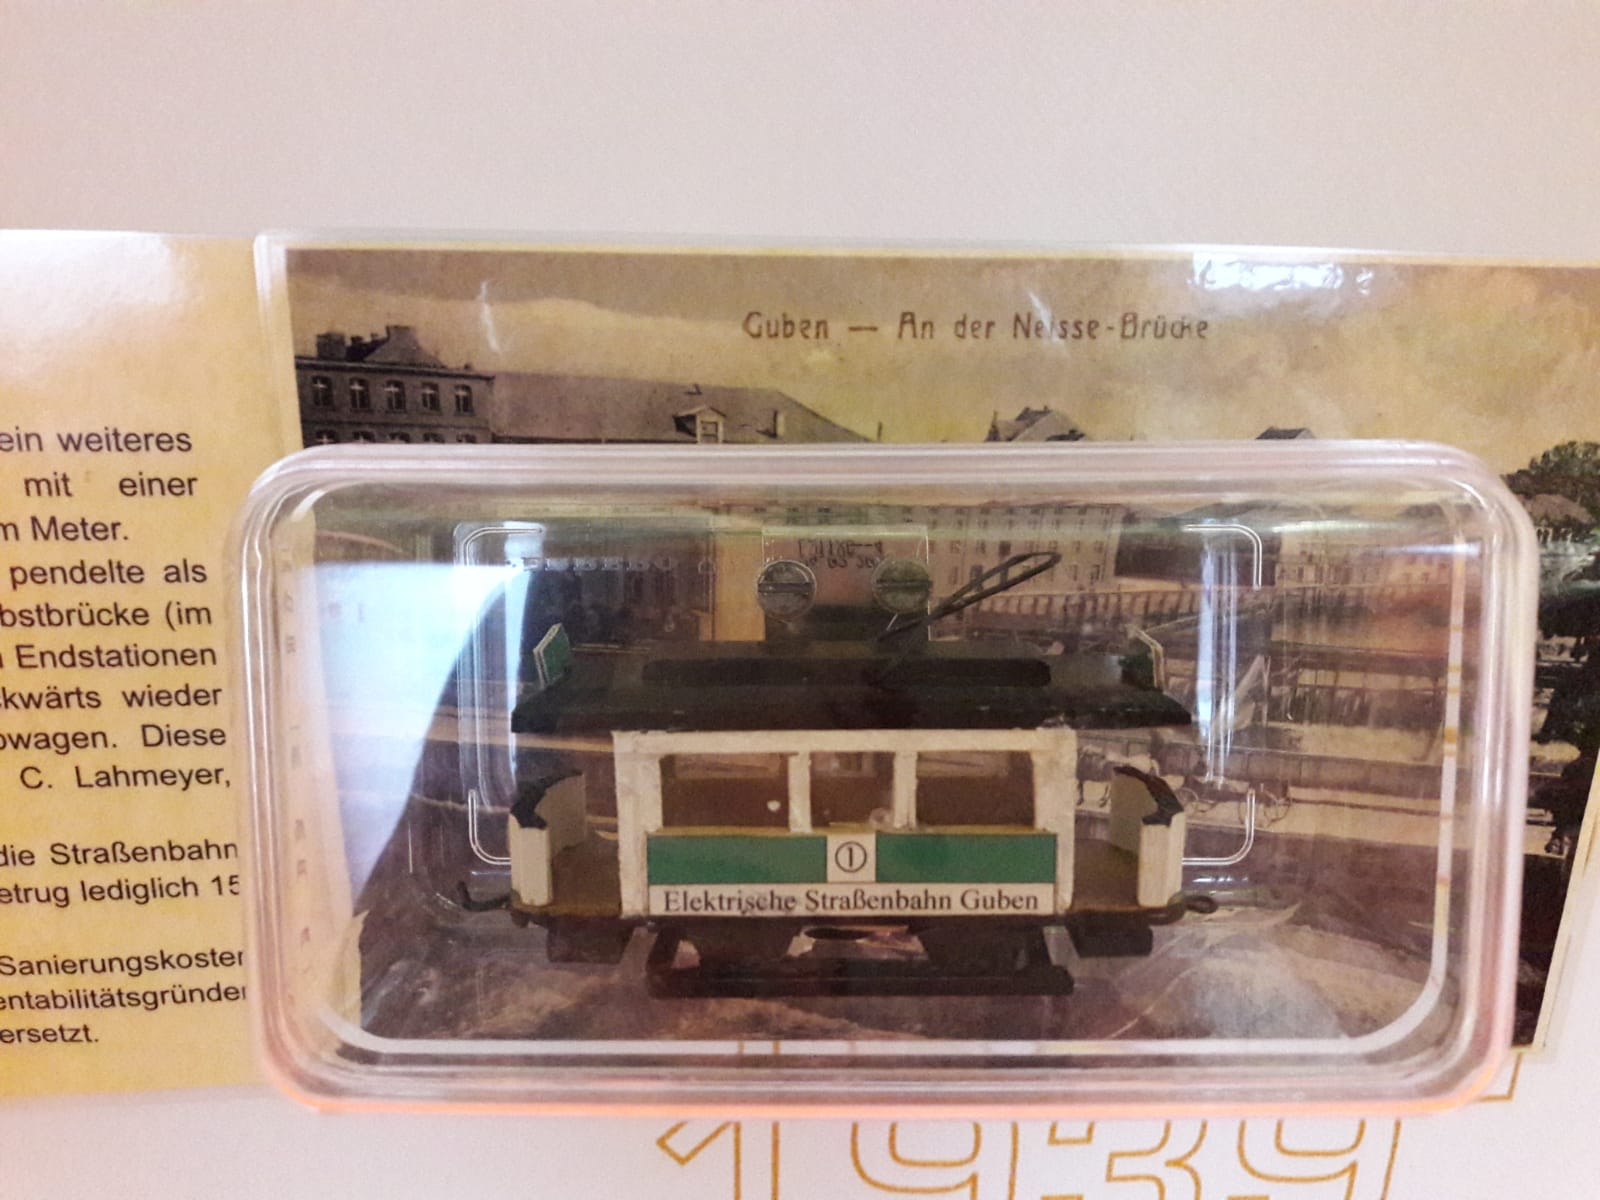 Guben — An der Neisse-Brücke
ein weiteres
mit einer
m Meter.
pendelte als
bstbrücke (im
Endstationen
ckwärts wieder
bwagen. Diese
C. Lahmeyer,
die Straßenbahn
etrug lediglich 15
Sanierungskosten
entabilitätsgründen
ersetzt.
①
Elektrische Straßenbahn Guben
1939